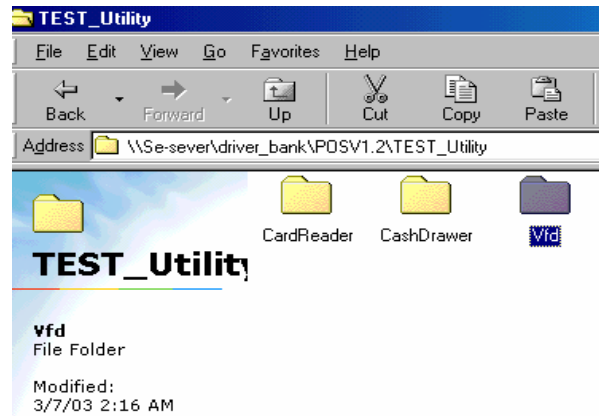 TEST_Utility
File Edit View Go Favorites Help
Back Forward Up Cut Copy Paste
Address \\Se-sever\driver_bank\POSV1.2\TEST_Utility
CardReader CashDrawer Vfd
TEST_Utility
Vfd
File Folder
Modified:
3/7/03 2:16 AM